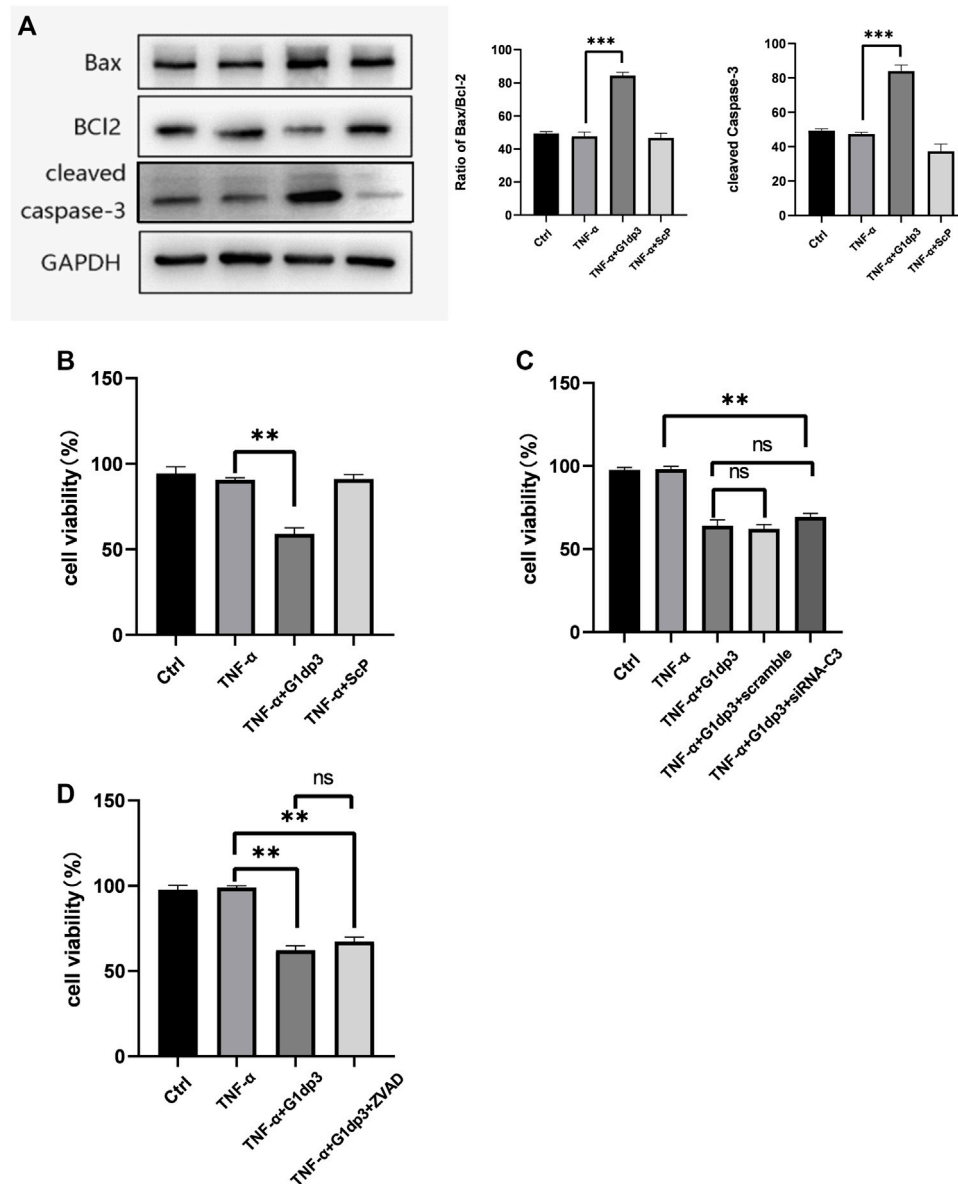 A
Bax
BCl2
cleaved
caspase-3
GAPDH
Ratio of Bax/Bcl-2
100
80
60
40
20
0
***
Ctrl
TNF-α
TNF-α+G1dp3
TNF-α+ScP
cleaved Caspase-3
100
80
60
40
20
0
***
Ctrl
TNF-α
TNF-α+G1dp3
TNF-α+ScP
B
cell viability(%)
150
100
50
0
**
Ctrl
TNF-α
TNF-α+G1dp3
TNF-α+ScP
C
cell viability(%)
150
100
50
0
**
ns
ns
Ctrl
TNF-α
TNF-α+G1dp3
TNF-α+G1dp3+scramble
TNF-α+G1dp3+siRNA-C3
D
cell viability(%)
150
100
50
0
ns
**
**
Ctrl
TNF-α
TNF-α+G1dp3
TNF-α+G1dp3+ZVAD